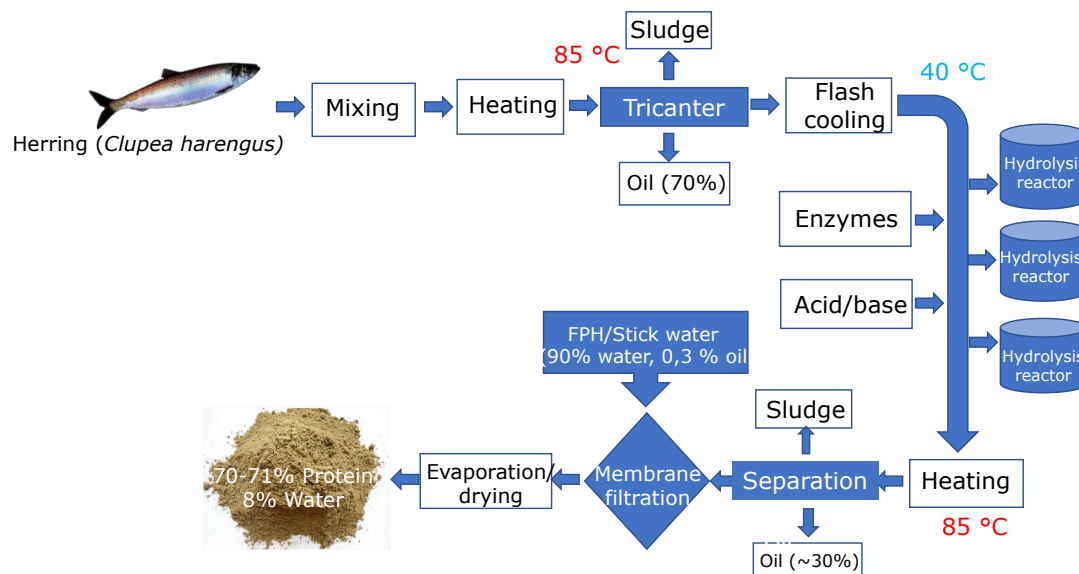 Sludge
85 °C
40 °C
Mixing
Heating
Tricanter
Flash
cooling
Herring (Clupea harengus)
Oil (70%)
Hydrolysis
reactor
Enzymes
Hydrolysis
reactor
Acid/base
Hydrolysis
reactor
FPH/Stick water
(90% water, 0,3 % oil
Sludge
70-71% Protein
8% Water
Evaporation/
drying
Membrane
filtration
Separation
Heating
85 °C
Oil (~30%)